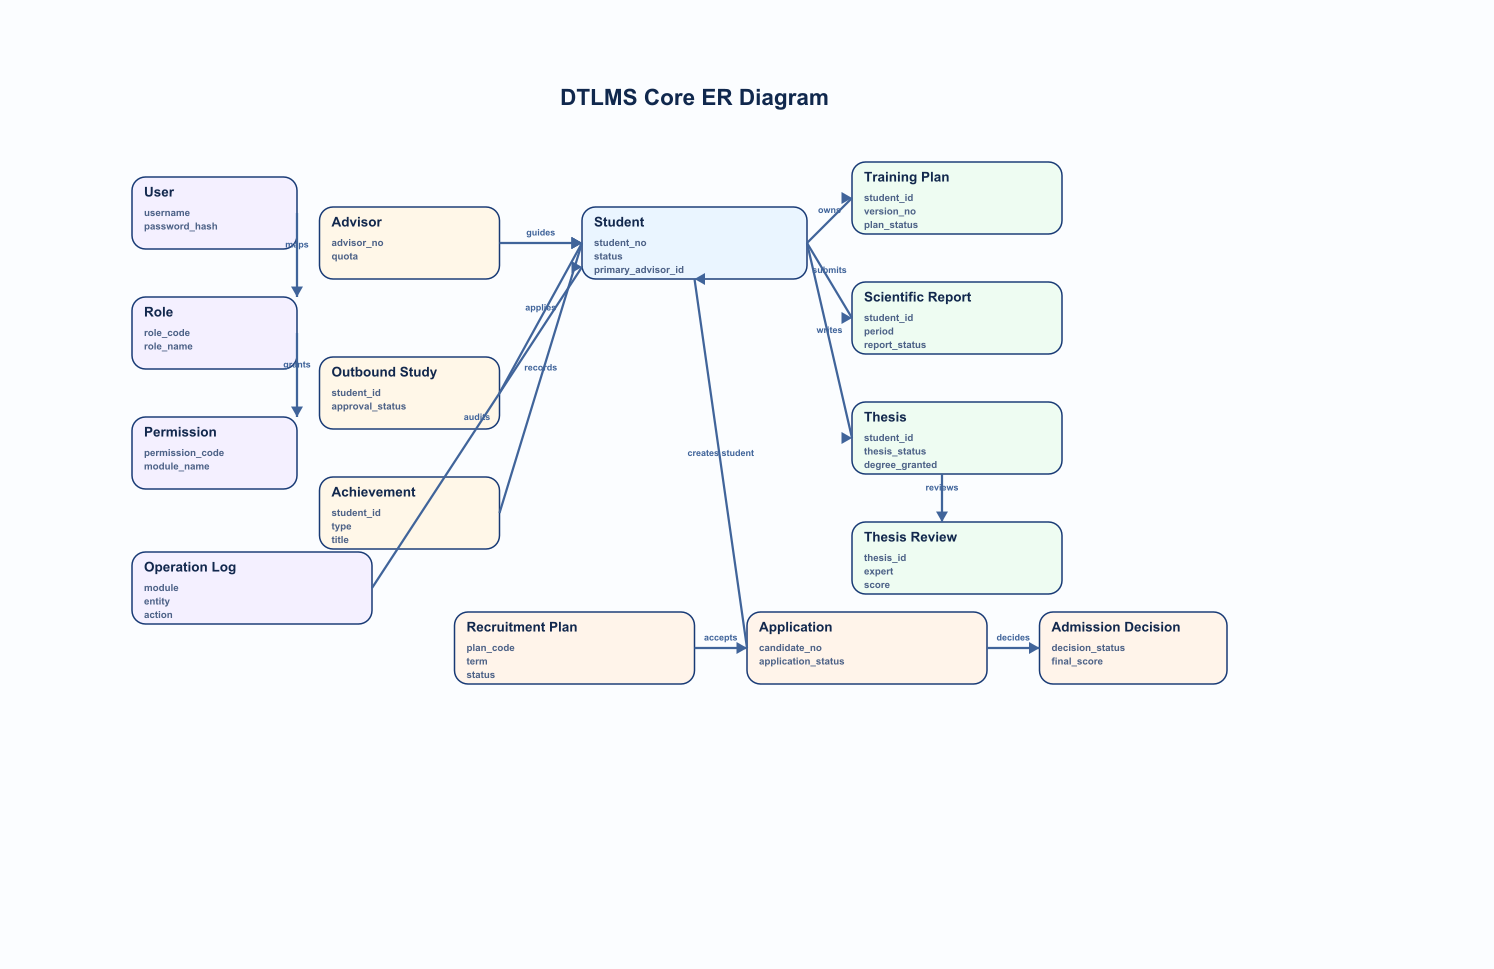 DTLMS Core ER Diagram
User
username
password_hash
maps
Role
role_code
role_name
grants
Permission
permission_code
module_name
Operation Log
module
entity
action
Advisor
advisor_no
quota
guides
Outbound Study
student_id
approval_status
applies
records
audits
Achievement
student_id
type
title
Student
student_no
status
primary_advisor_id
owns
submits
writes
creates student
Training Plan
student_id
version_no
plan_status
Scientific Report
student_id
period
report_status
Thesis
student_id
thesis_status
degree_granted
reviews
Thesis Review
thesis_id
expert
score
Recruitment Plan
plan_code
term
status
accepts
Application
candidate_no
application_status
decides
Admission Decision
decision_status
final_score